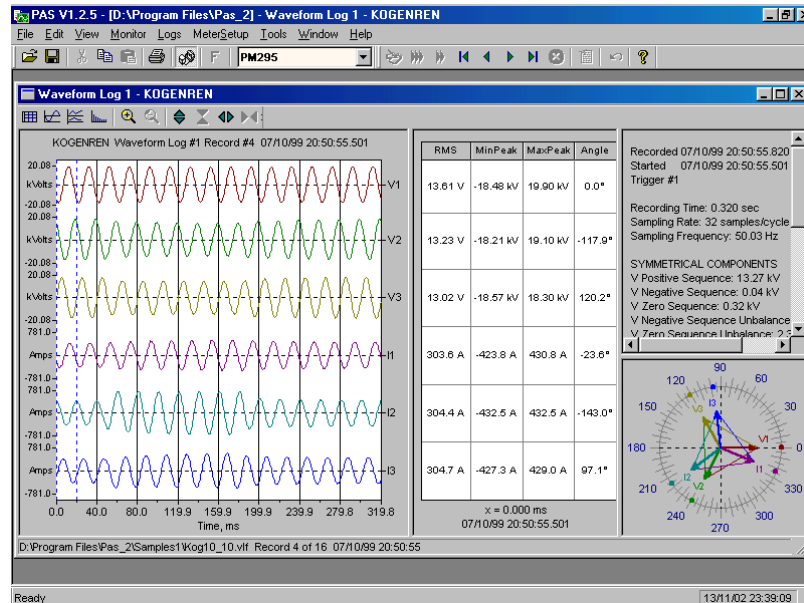 PAS V1.2.5 - [D:\Program Files\Pas_2] - Waveform Log 1 - KOGENREN
File Edit View Monitor Logs MeterSetup Tools Window Help
F PM295
Waveform Log 1 - KOGENREN
KOGENREN Waveform Log #1 Record #4 07/10/99 20:50:55.501
20.08
kVolts
-20.08
V1
20.08
kVolts
-20.08
V2
20.08
kVolts
-20.08
V3
781.0
Amps
-781.0
I1
781.0
Amps
-781.0
I2
781.0
Amps
-781.0
I3
0.0 40.0 80.0 119.9 159.9 199.9 239.9 279.8 319.8
Time, ms
RMS MinPeak MaxPeak Angle
13.61 V -18.48 kV 19.90 kV 0.0°
13.23 V -18.21 kV 19.10 kV -117.9°
13.02 V -18.57 kV 18.30 kV 120.2°
303.6 A -423.8 A 430.8 A -23.6°
304.4 A -432.5 A 432.5 A -143.0°
304.7 A -427.3 A 429.0 A 97.1°
x = 0.000 ms
07/10/99 20:50:55.501
Recorded 07/10/99 20:50:55.820
Started 07/10/99 20:50:55.501
Trigger #1
Recording Time: 0.320 sec
Sampling Rate: 32 samples/cycle
Sampling Frequency: 50.03 Hz
SYMMETRICAL COMPONENTS
V Positive Sequence: 13.27 kV
V Negative Sequence: 0.04 kV
V Zero Sequence: 0.32 kV
V Negative Sequence Unbalance
V Zero Sequence Unbalance: 2.3
90
120 60
150 30
180 0
210 330
240 300
270
I3
V3
V1
I1
I2
V2
D:\Program Files\Pas_2\Samples1\Kog10_10.vlf Record 4 of 16 07/10/99 20:50:55
Ready 13/11/02 23:39:09